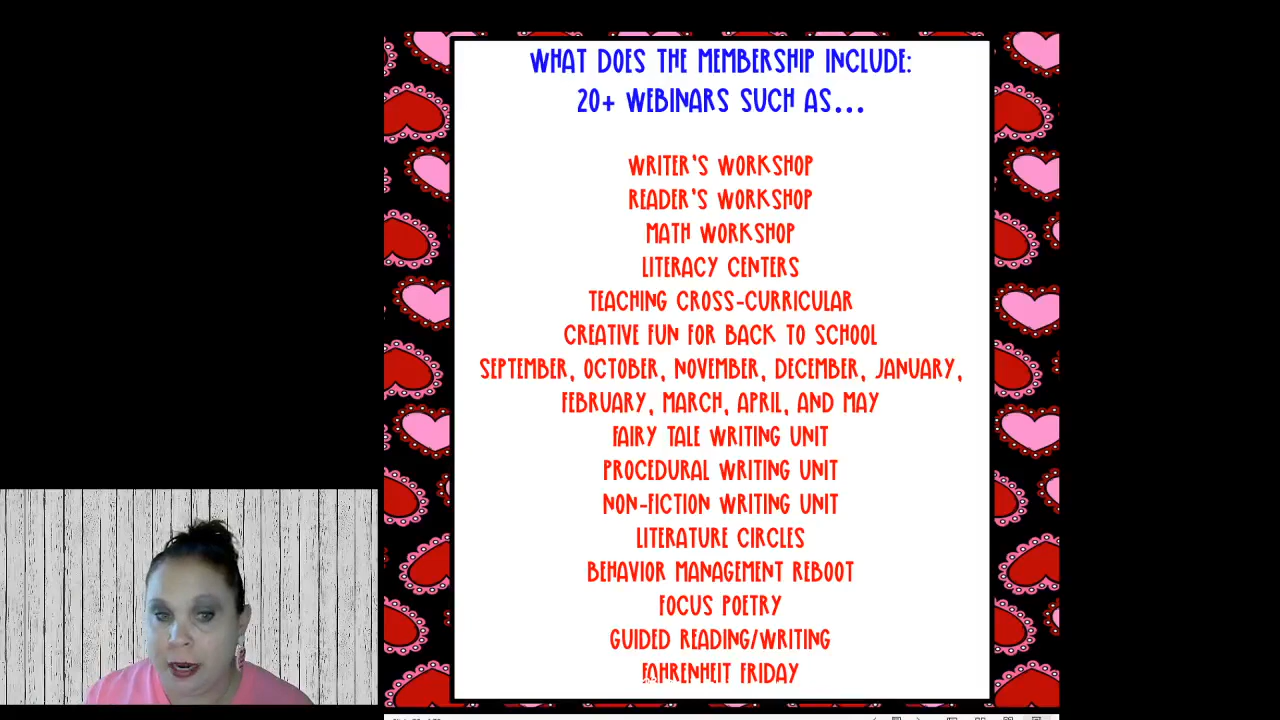 WHAT DOES THE MEMBERSHIP INCLUDE:
20+ WEBINARS SUCH AS...
WRITER'S WORKSHOP
READER'S WORKSHOP
MATH WORKSHOP
LITERACY CENTERS
TEACHING CROSS-CURRICULAR
CREATIVE FUN FOR BACK TO SCHOOL
SEPTEMBER, OCTOBER, NOVEMBER, DECEMBER, JANUARY,
FEBRUARY, MARCH, APRIL, AND MAY
FAIRY TALE WRITING UNIT
PROCEDURAL WRITING UNIT
NON-FICTION WRITING UNIT
LITERATURE CIRCLES
BEHAVIOR MANAGEMENT REBOOT
FOCUS POETRY
GUIDED READING/WRITING
FAHRENHEIT FRIDAY